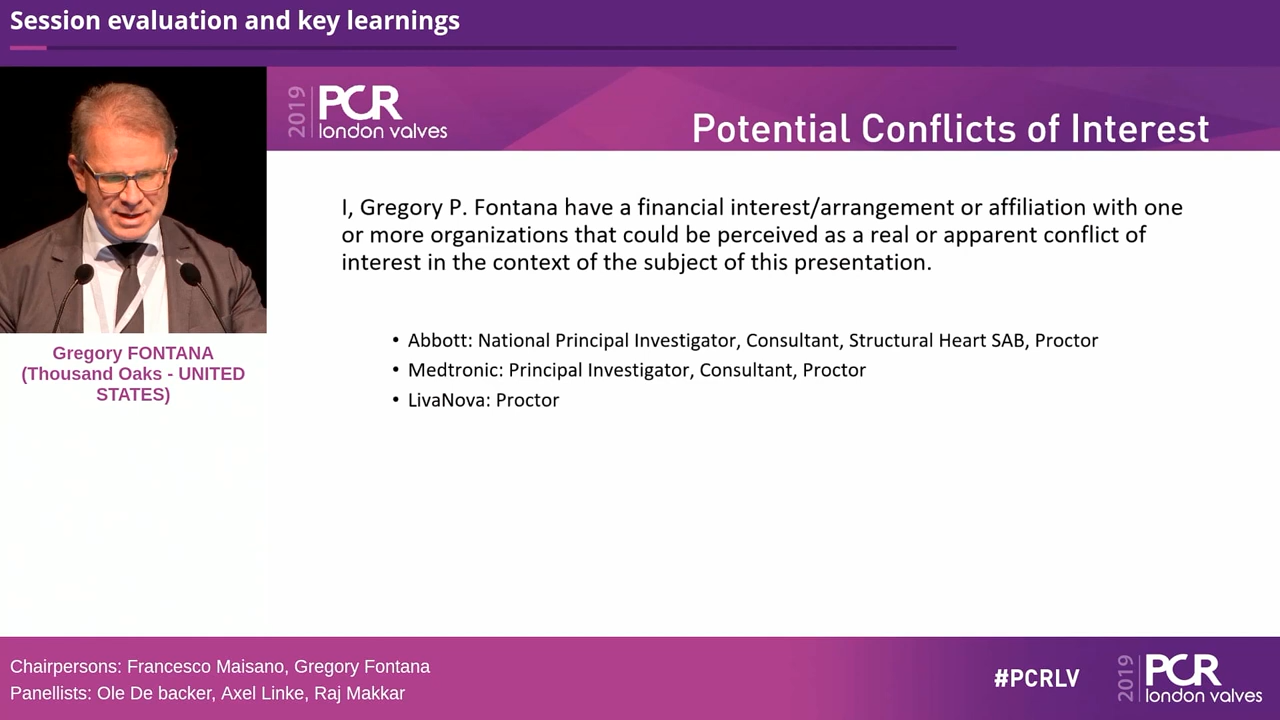 Session evaluation and key learnings
2019
PCR
london valves
Potential Conflicts of Interest
I, Gregory P. Fontana have a financial interest/arrangement or affiliation with one
or more organizations that could be perceived as a real or apparent conflict of
interest in the context of the subject of this presentation.
• Abbott: National Principal Investigator, Consultant, Structural Heart SAB, Proctor
• Medtronic: Principal Investigator, Consultant, Proctor
• LivaNova: Proctor
Gregory FONTANA
(Thousand Oaks - UNITED
STATES)
Chairpersons: Francesco Maisano, Gregory Fontana
Panellists: Ole De backer, Axel Linke, Raj Makkar
#PCRLV
2019
PCR
london valves